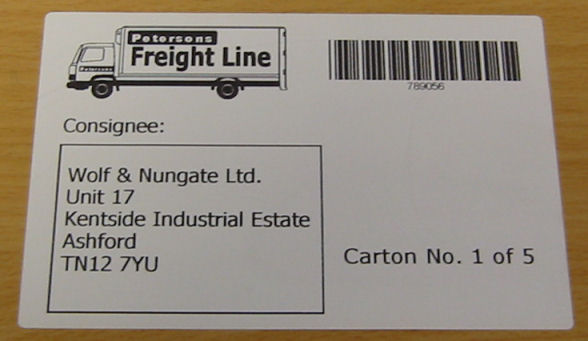 Petersons
Freight Line
Petersons
789056
Consignee:
Wolf & Nungate Ltd.
Unit 17
Kentside Industrial Estate
Ashford
TN12 7YU
Carton No. 1 of 5